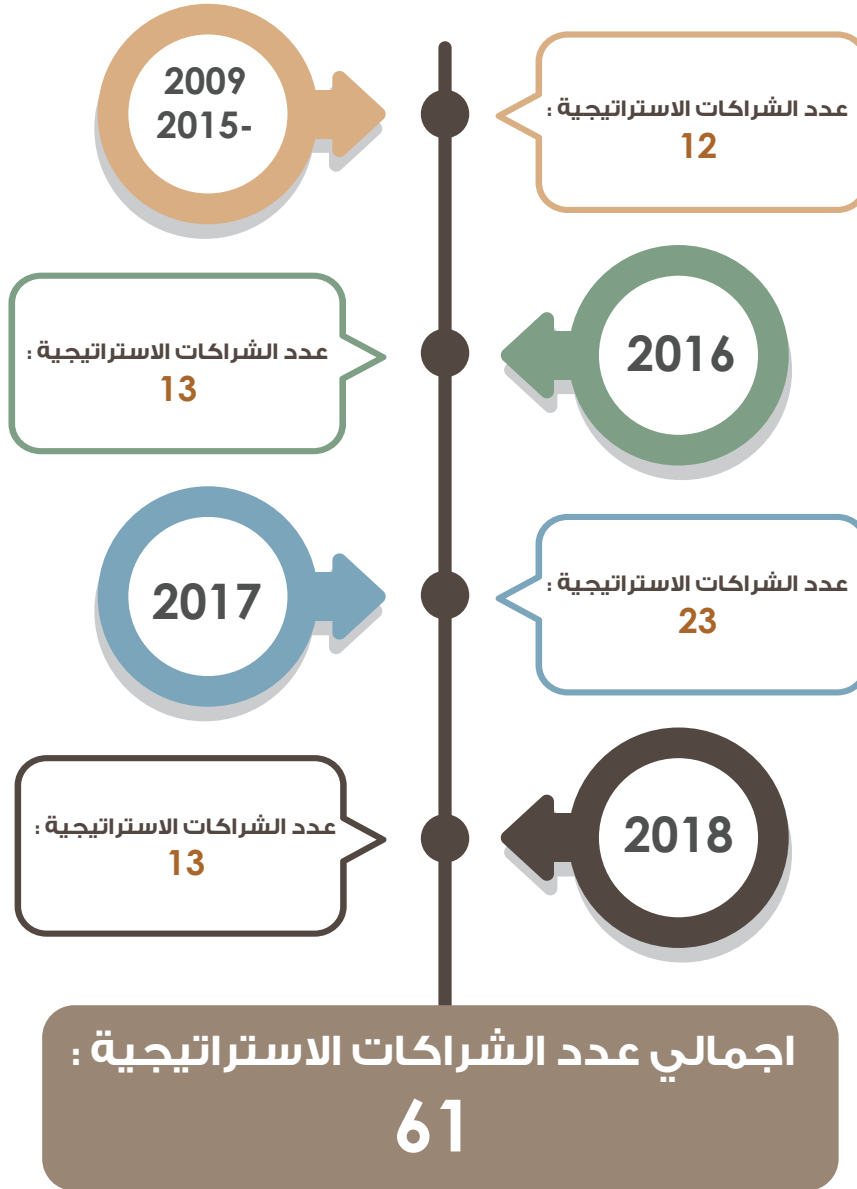 2009
2015-
عدد الشراكات الاستراتيجية :
12
2016
عدد الشراكات الاستراتيجية :
13
2017
عدد الشراكات الاستراتيجية :
23
2018
عدد الشراكات الاستراتيجية :
13
اجمالي عدد الشراكات الاستراتيجية :
61